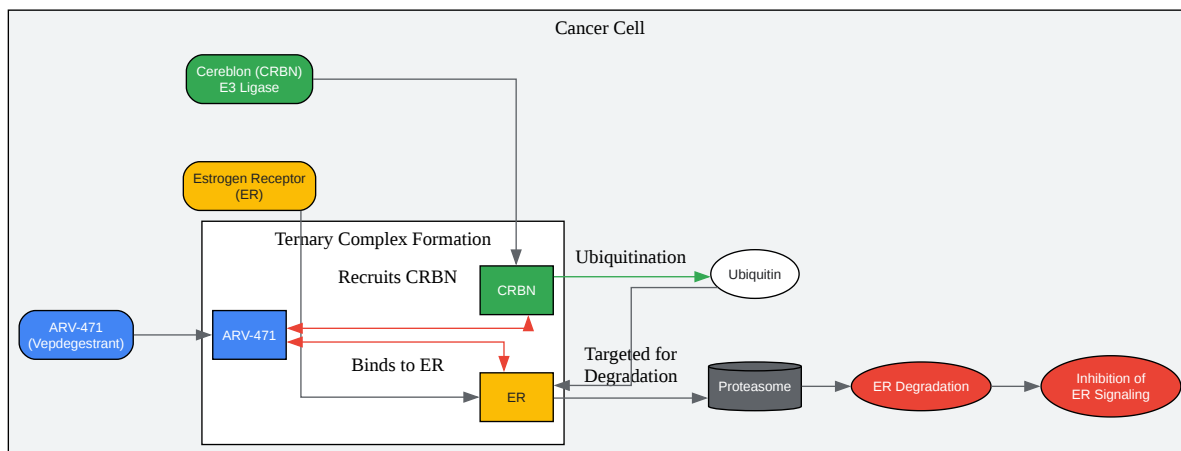 Cancer Cell
Cereblon (CRBN)
E3 Ligase
Estrogen Receptor
(ER)
Ternary Complex Formation
Recruits CRBN
CRBN
Ubiquitination
Ubiquitin
ARV-471
(Vepdegestrant)
ARV-471
Binds to ER
ER
Targeted for
Degradation
Proteasome
ER Degradation
Inhibition of
ER Signaling